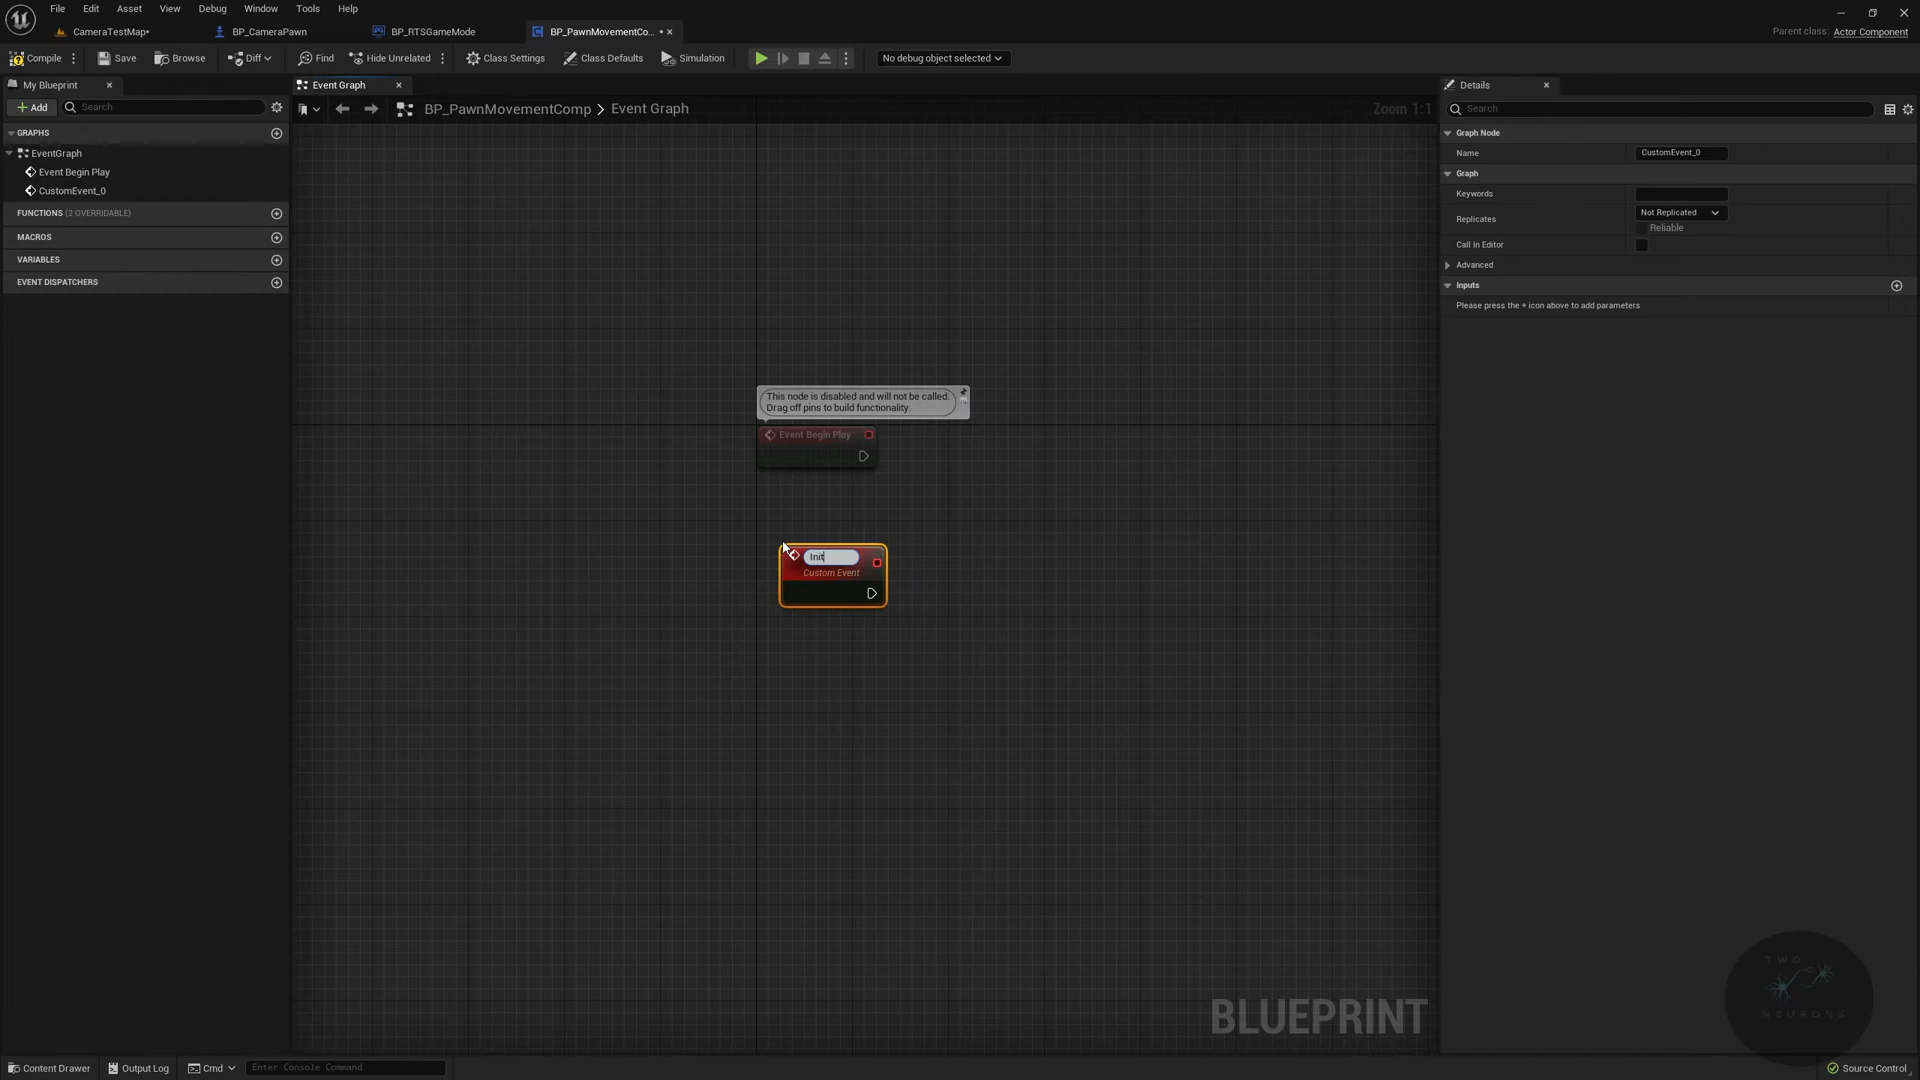 File Edit Asset View Debug Window Tools Help
CameraTestMap* BP_CameraPawn BP_RTSGameMode BP_PawnMovementCo... •
Parent class: Actor Component
Compile Save Browse Diff Find Hide Unrelated Class Settings Class Defaults Simulation No debug object selected
My Blueprint
Event Graph
Details
Add Search
BP_PawnMovementComp > Event Graph
Zoom 1:1
Search
GRAPHS
EventGraph
Event Begin Play
CustomEvent_0
FUNCTIONS (2 OVERRIDABLE)
MACROS
VARIABLES
EVENT DISPATCHERS
This node is disabled and will not be called.
Drag off pins to build functionality.
Event Begin Play
Init
Custom Event
BLUEPRINT
Graph Node
Name CustomEvent_0
Graph
Keywords
Replicates Not Replicated
Reliable
Call In Editor
Advanced
Inputs
Please press the + icon above to add parameters
TWO
NEURONS
Content Drawer Output Log Cmd Enter Console Command
Source Control